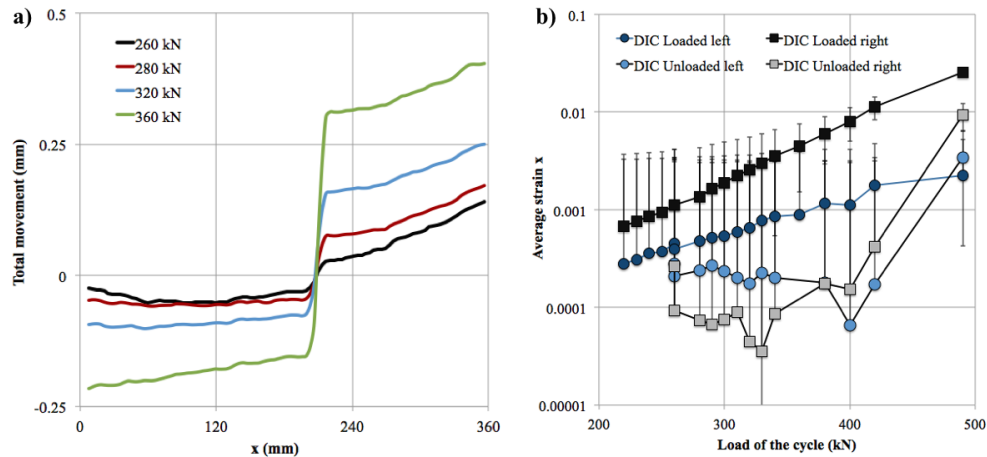 a)
0.5
0.25
0
-0.25
Total movement (mm)
260 kN
280 kN
320 kN
360 kN
0
120
240
360
x (mm)
b)
0.1
0.01
0.001
0.0001
0.00001
Average strain x
DIC Loaded left
DIC Loaded right
DIC Unloaded left
DIC Unloaded right
200
300
400
500
Load of the cycle (kN)